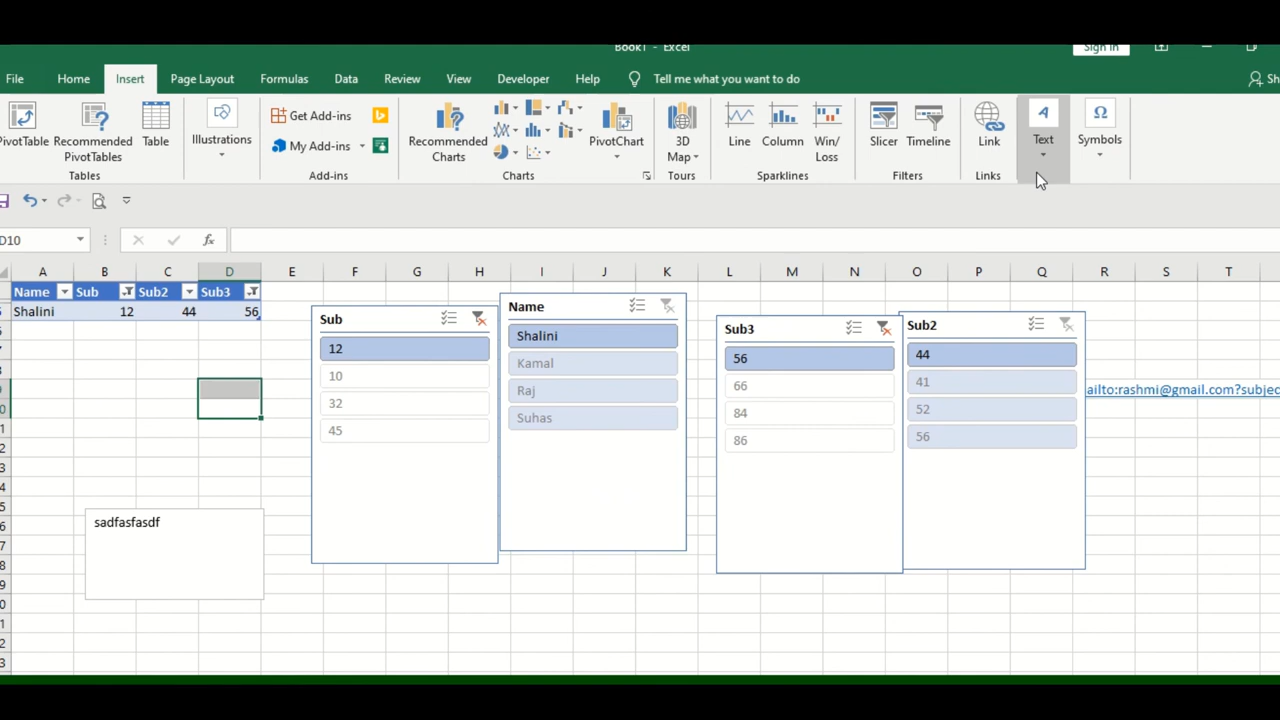 Book1 - Excel
Sign in
File Home Insert Page Layout Formulas Data Review View Developer Help Tell me what you want to do
PivotTable Recommended PivotTables Table
Tables
Illustrations
Get Add-ins
My Add-ins
Add-ins
Recommended Charts
PivotChart
Charts
3D Map
Tours
Line Column Win/Loss
Sparklines
Slicer Timeline
Filters
Link
Links
Text
Symbols
D10
fx
A B C D E F G H I J K L M N O P Q R S T
Name Sub Sub2 Sub3
Shalini 12 44 56
Sub
12
10
32
45
Name
Shalini
Kamal
Raj
Suhas
Sub3
56
66
84
86
Sub2
44
41
52
56
ailto:rashmi@gmail.com?subjec
sadfasfasdf